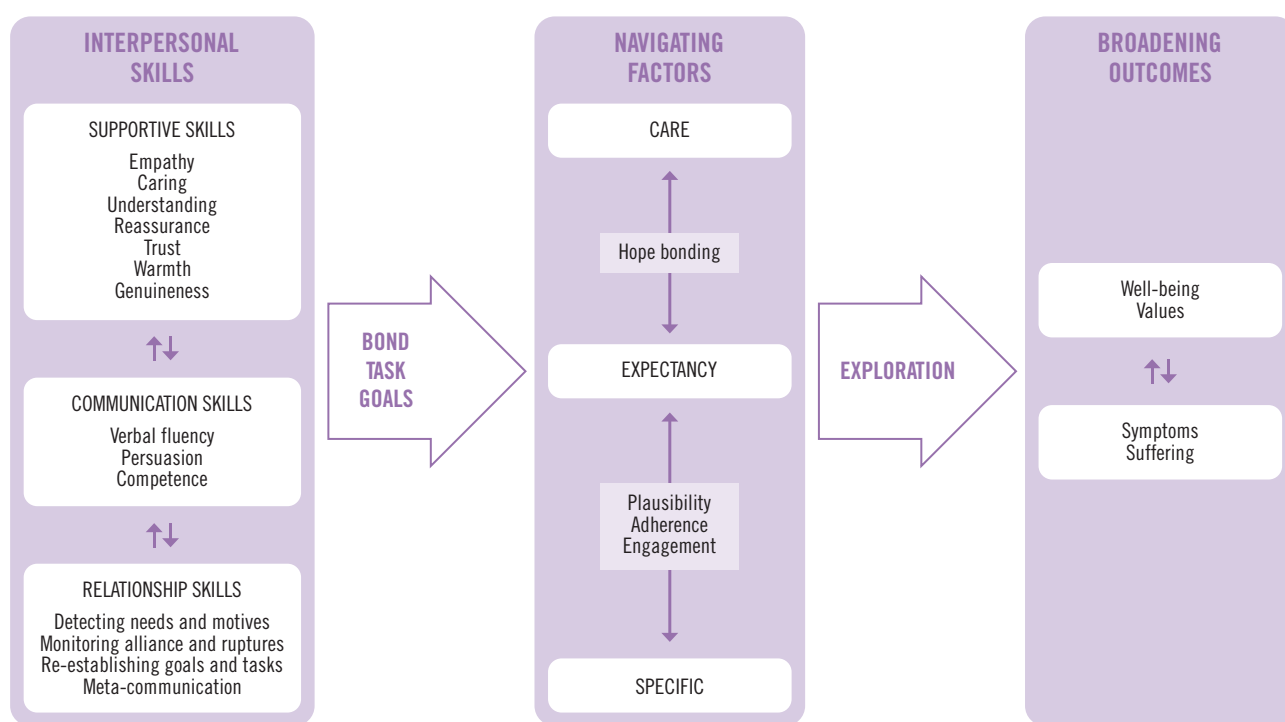 INTERPERSONAL
SKILLS
SUPPORTIVE SKILLS
Empathy
Caring
Understanding
Reassurance
Trust
Warmth
Genuineness
COMMUNICATION SKILLS
Verbal fluency
Persuasion
Competence
RELATIONSHIP SKILLS
Detecting needs and motives
Monitoring alliance and ruptures
Re-establishing goals and tasks
Meta-communication
BOND
TASK
GOALS
NAVIGATING
FACTORS
CARE
Hope bonding
EXPECTANCY
Plausibility
Adherence
Engagement
SPECIFIC
EXPLORATION
BROADENING
OUTCOMES
Well-being
Values
Symptoms
Suffering